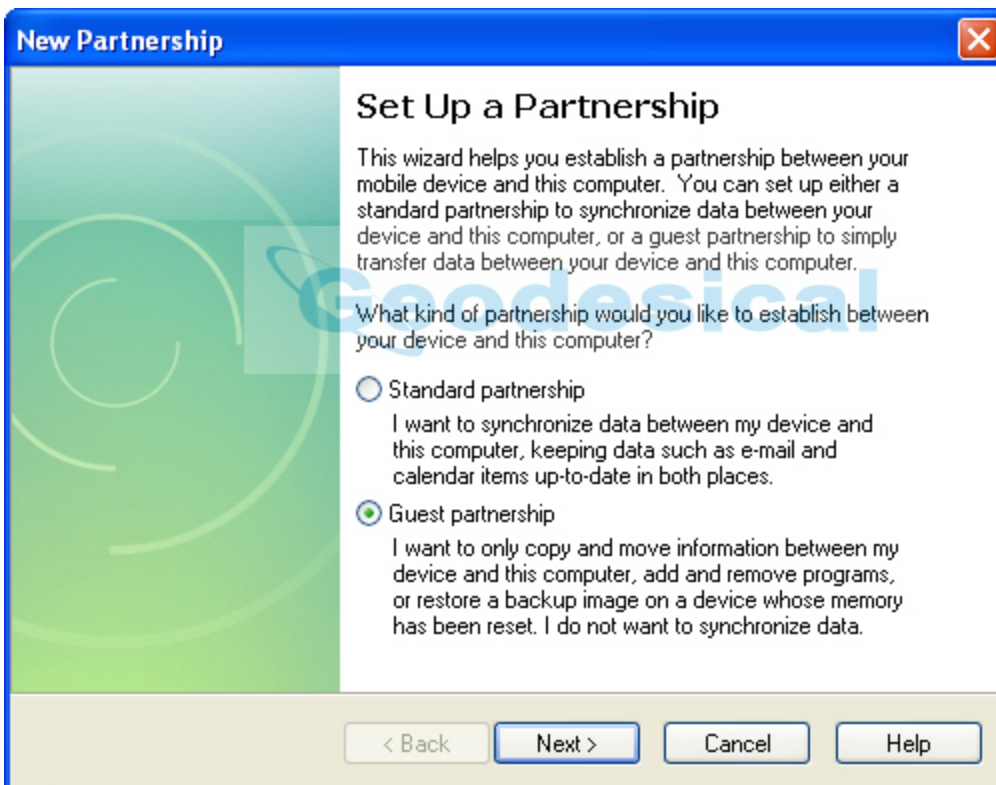 New Partnership
Set Up a Partnership
This wizard helps you establish a partnership between your
mobile device and this computer.  You can set up either a
standard partnership to synchronize data between your
device and this computer, or a guest partnership to simply
transfer data between your device and this computer.
Geodesical
What kind of partnership would you like to establish between
your device and this computer?
Standard partnership
I want to synchronize data between my device and
this computer, keeping data such as e-mail and
calendar items up-to-date in both places.
Guest partnership
I want to only copy and move information between my
device and this computer, add and remove programs,
or restore a backup image on a device whose memory
has been reset. I do not want to synchronize data.
< Back
Next >
Cancel
Help